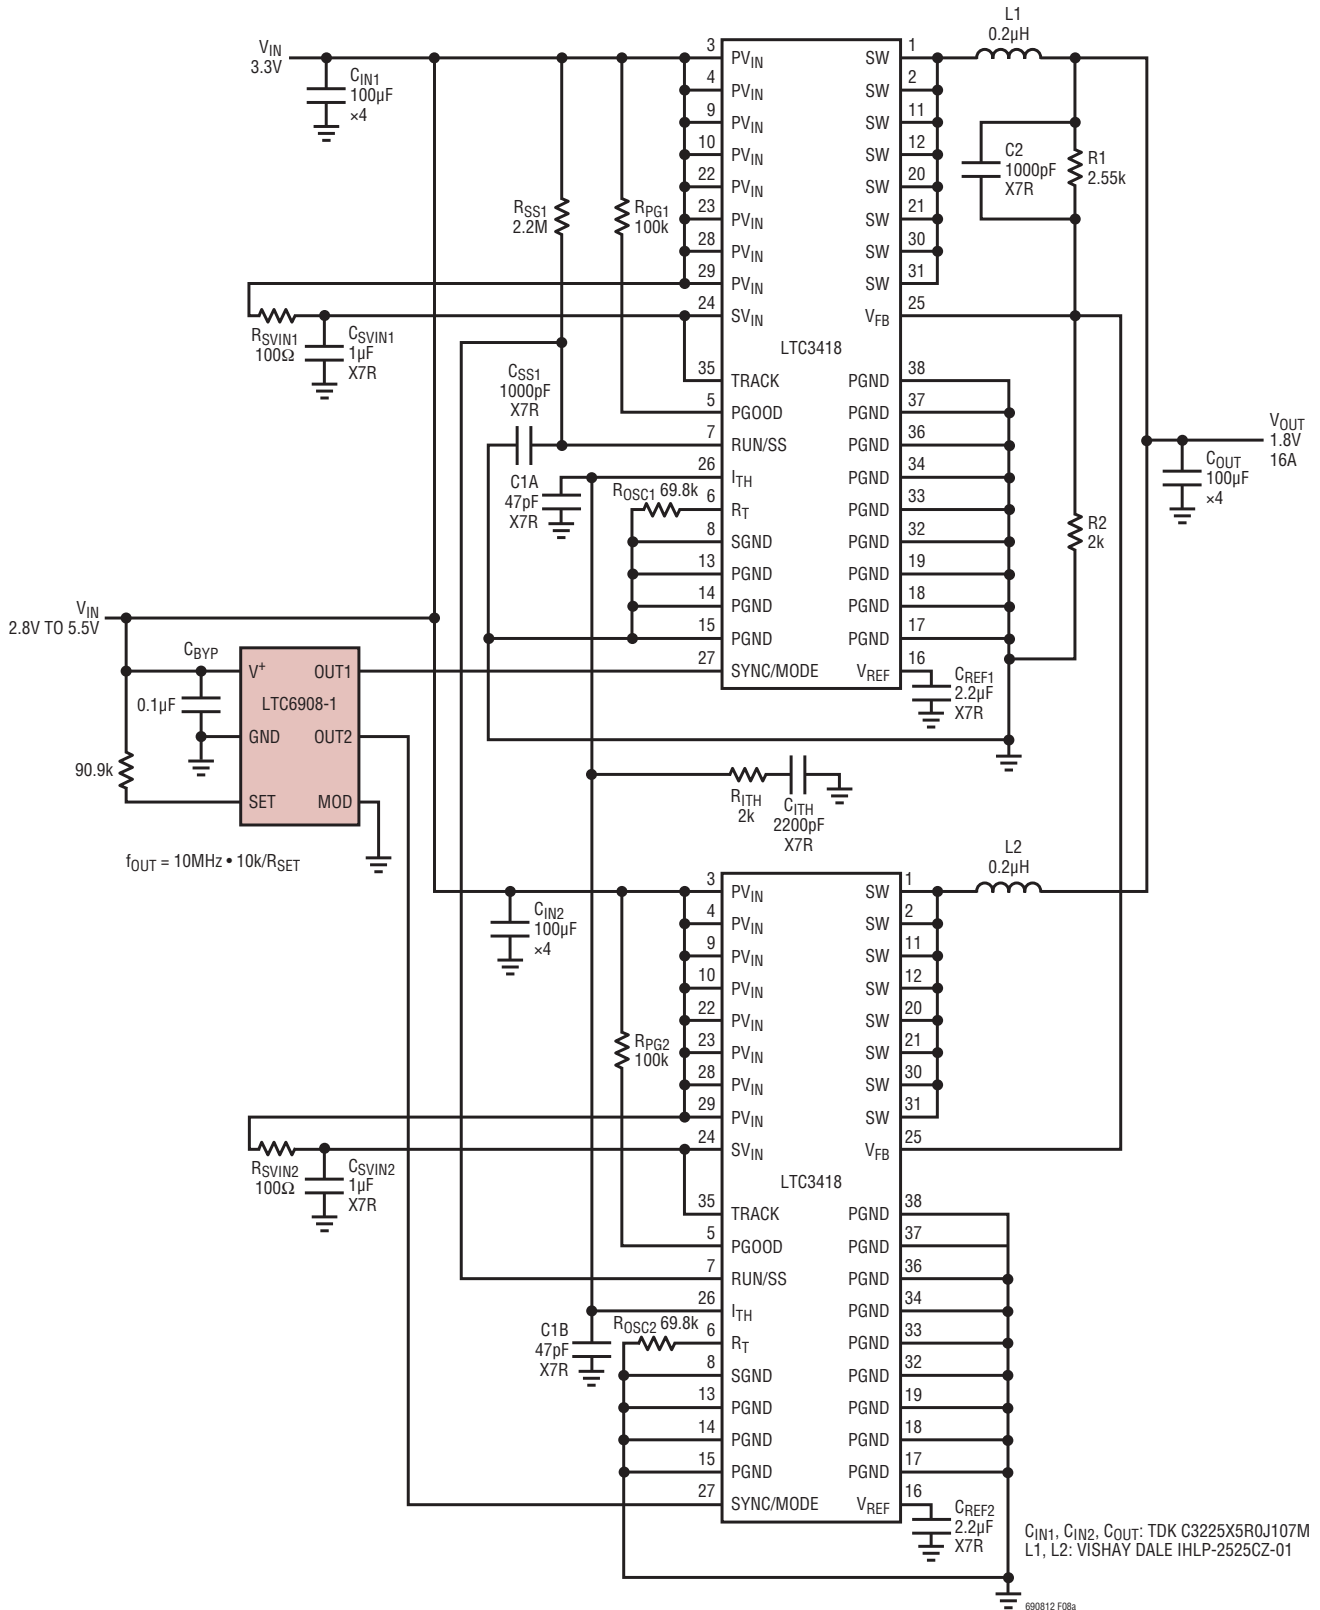 VIN
3.3V
CIN1
100µF
×4
RSS1
2.2M
RPG1
100k
RSVIN1
100Ω
CSVIN1
1µF
X7R
CSS1
1000pF
X7R
C1A
47pF
X7R
ROSC1 69.8k
3 PVIN
4 PVIN
9 PVIN
10 PVIN
22 PVIN
23 PVIN
28 PVIN
29 PVIN
24 SVIN
35 TRACK
5 PGOOD
7 RUN/SS
26 ITH
6 RT
8 SGND
13 PGND
14 PGND
15 PGND
27 SYNC/MODE
LTC3418
SW 1
SW 2
SW 11
SW 12
SW 20
SW 21
SW 30
SW 31
VFB 25
PGND 38
PGND 37
PGND 36
PGND 34
PGND 33
PGND 32
PGND 19
PGND 18
PGND 17
VREF 16
L1
0.2µH
C2
1000pF
X7R
R1
2.55k
R2
2k
VOUT
1.8V
16A
COUT
100µF
×4
CREF1
2.2µF
X7R
VIN
2.8V TO 5.5V
CBYP
0.1µF
90.9k
V+
GND
SET
LTC6908-1
OUT1
OUT2
MOD
fOUT = 10MHz • 10k/RSET
RITH
2k
CITH
2200pF
X7R
CIN2
100µF
×4
RPG2
100k
RSVIN2
100Ω
CSVIN2
1µF
X7R
C1B
47pF
X7R
ROSC2 69.8k
3 PVIN
4 PVIN
9 PVIN
10 PVIN
22 PVIN
23 PVIN
28 PVIN
29 PVIN
24 SVIN
35 TRACK
5 PGOOD
7 RUN/SS
26 ITH
6 RT
8 SGND
13 PGND
14 PGND
15 PGND
27 SYNC/MODE
LTC3418
SW 1
SW 2
SW 11
SW 12
SW 20
SW 21
SW 30
SW 31
VFB 25
PGND 38
PGND 37
PGND 36
PGND 34
PGND 33
PGND 32
PGND 19
PGND 18
PGND 17
VREF 16
L2
0.2µH
CREF2
2.2µF
X7R
CIN1, CIN2, COUT: TDK C3225X5R0J107M
L1, L2: VISHAY DALE IHLP-2525CZ-01
690812 F08a